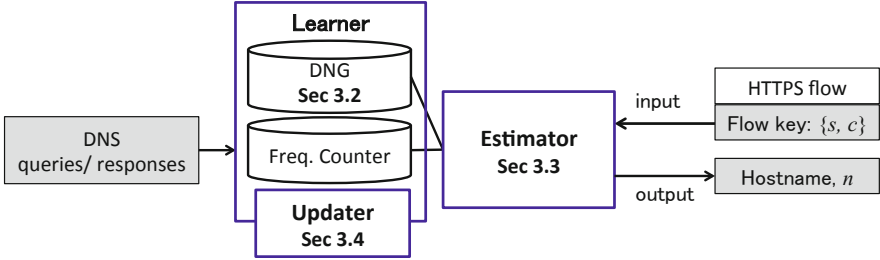 Learner
DNG
Sec 3.2
Freq. Counter
Updater
Sec 3.4
DNS
queries/ responses
Estimator
Sec 3.3
input
output
HTTPS flow
Flow key: {s, c}
Hostname, n